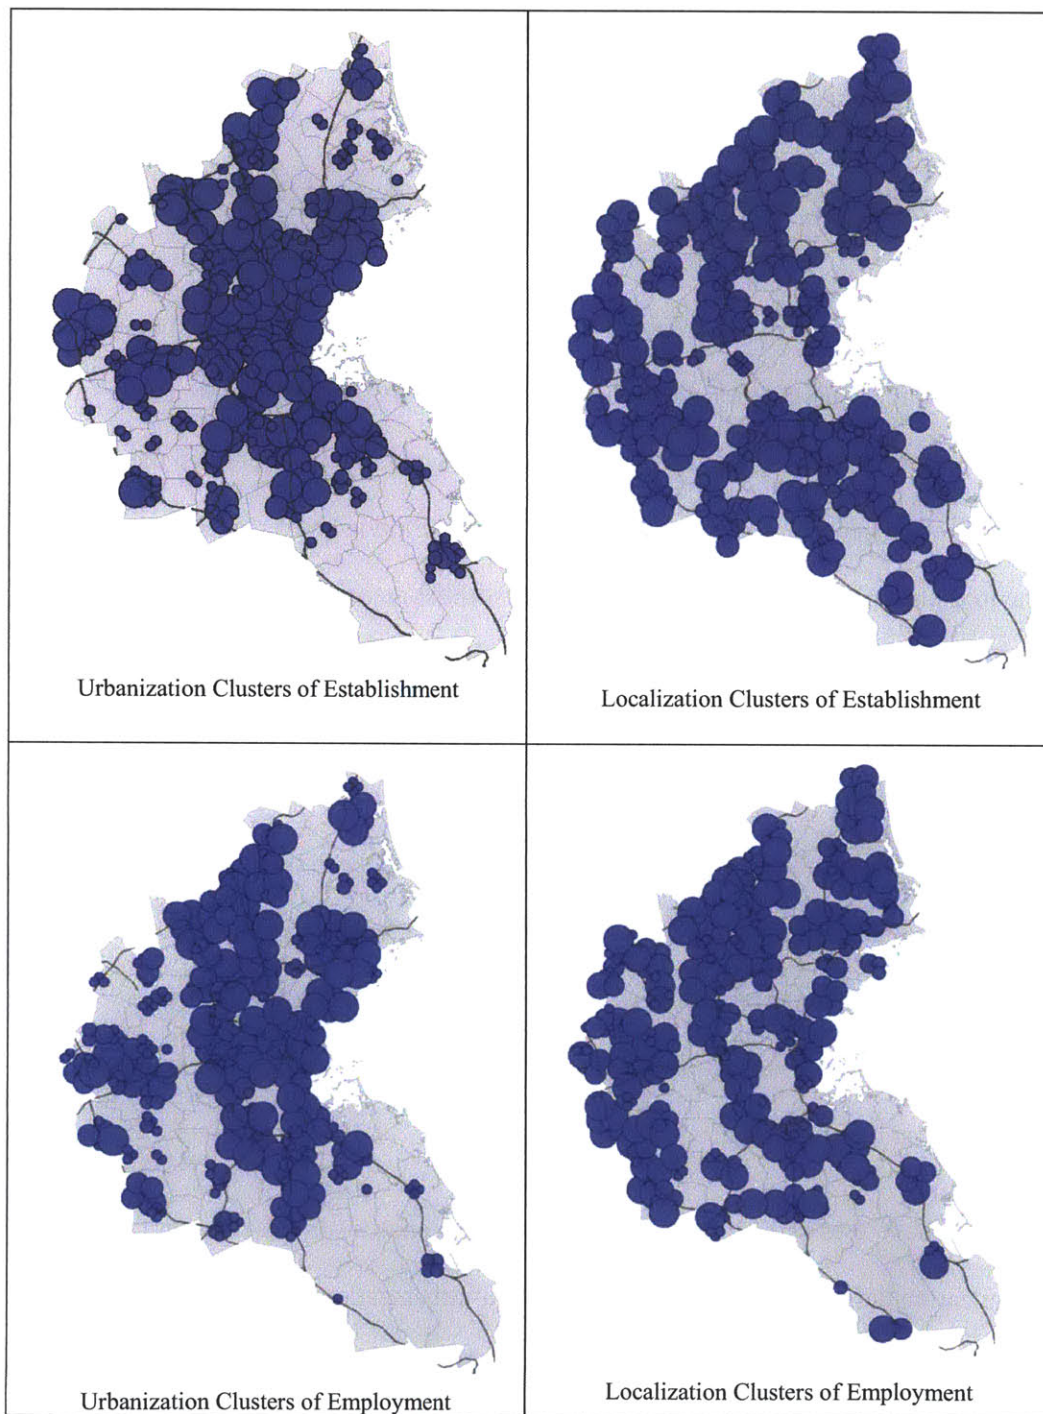 Urbanization Clusters of Establishment
Localization Clusters of Establishment
Urbanization Clusters of Employment
Localization Clusters of Employment